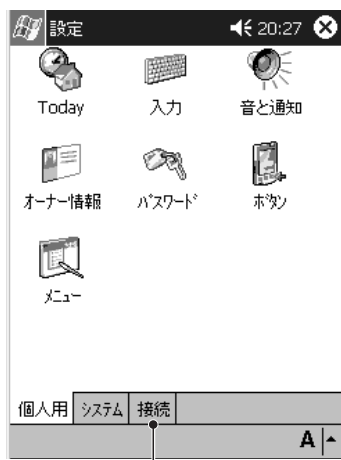 設定 20:27
Today 入力 音と通知
オーナー情報 パスワード ボタン
メニュー
個人用 システム 接続
A